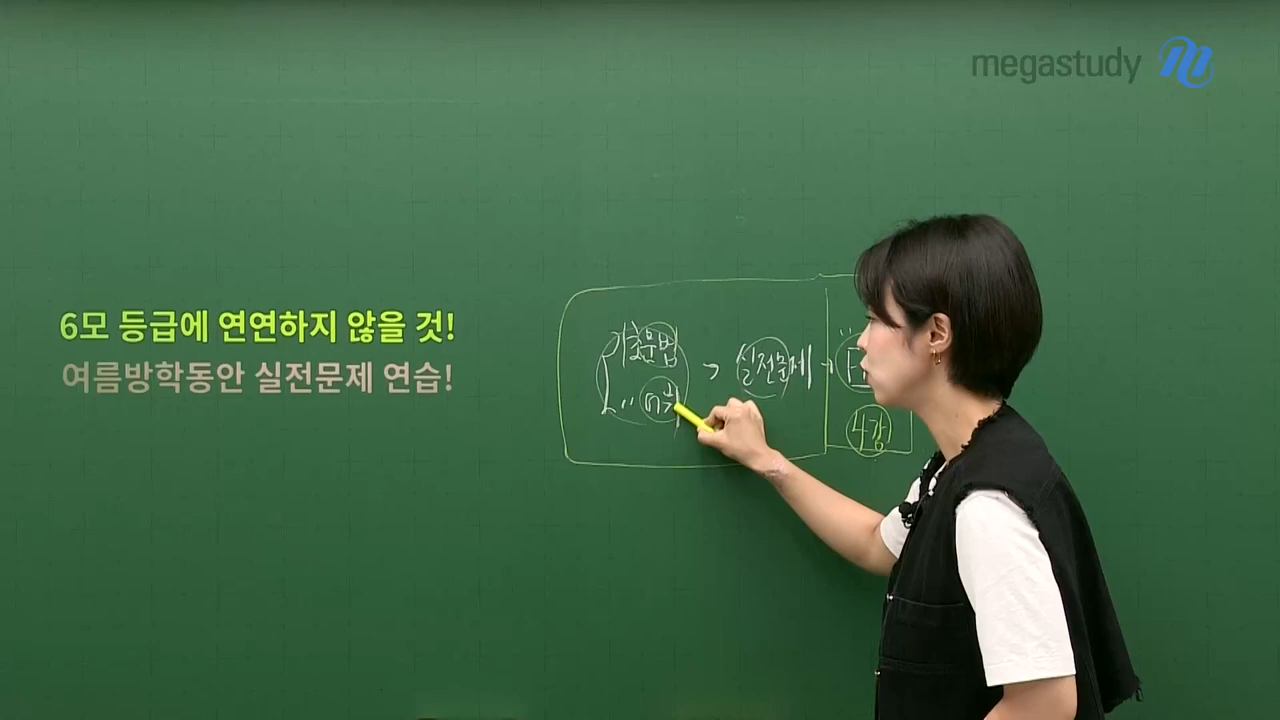 megastudy
6모 등급에 연연하지 않을 것!
여름방학동안 실전문제 연습!
기초문법
실전문제
4강